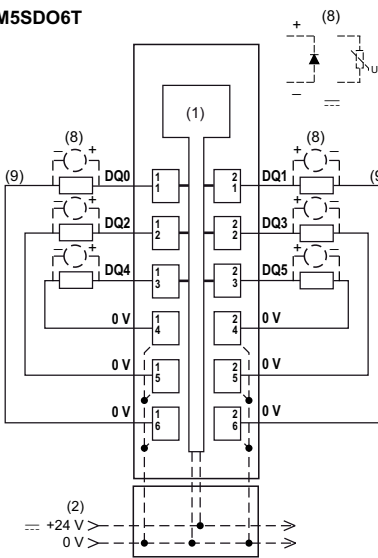 M5SDO6T
+ (8)
U
–
(1)
(8) (8)
– + + –
(9) DQ0 1 1 2 1 DQ1 (9
– + + –
DQ2 1 2 2 2 DQ3
– + + –
DQ4 1 3 2 3 DQ5
0 V 1 4 2 4 0 V
0 V 1 5 2 5 0 V
0 V 1 6 2 6 0 V
(2)
+24 V
0 V